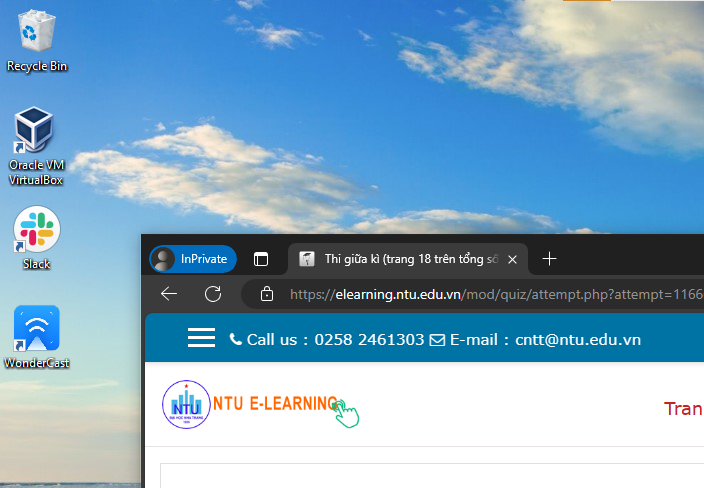 Recycle Bin
Oracle VM
VirtualBox
Slack
WonderCast
InPrivate
Thi giữa kì (trang 18 trên tổng số
https://elearning.ntu.edu.vn/mod/quiz/attempt.php?attempt=1166
Call us : 0258 2461303 E-mail : cntt@ntu.edu.vn
NTU
NTU E-LEARNING
Tran